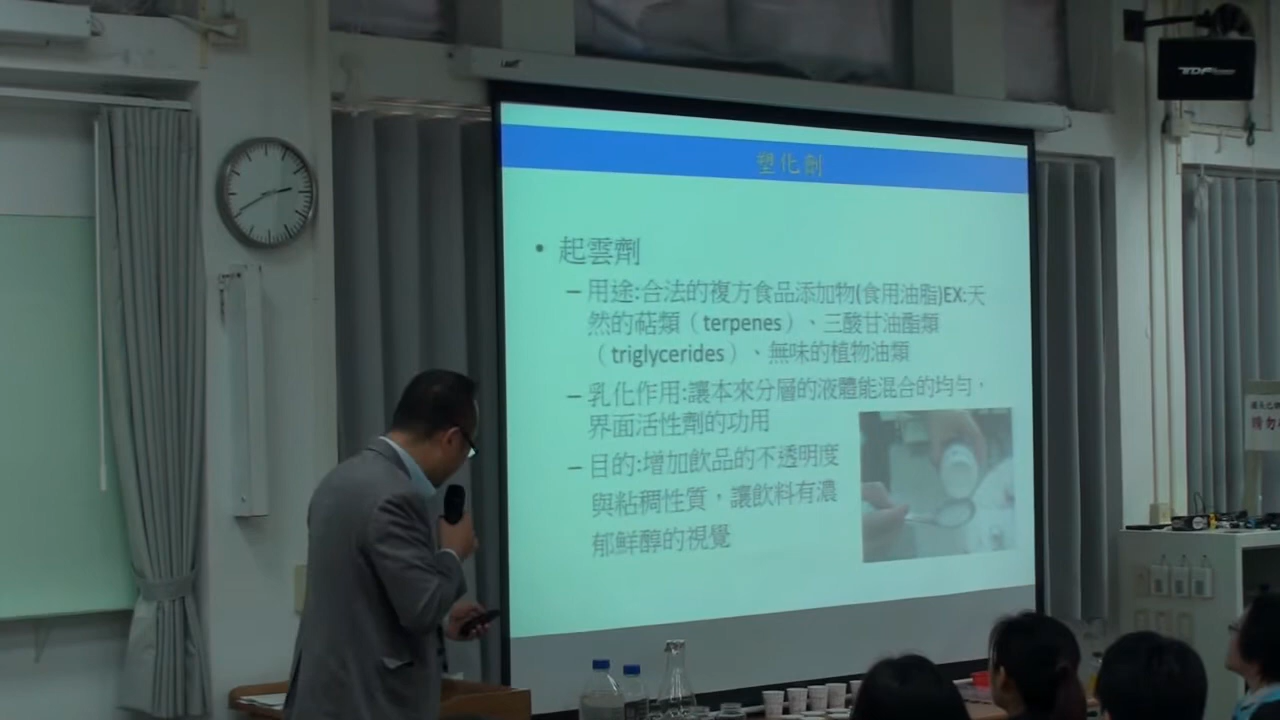 塑化劑
• 起雲劑
– 用途:合法的複方食品添加物(食用油脂)EX:天
然的萜類（terpenes）、三酸甘油酯類
（triglycerides）、無味的植物油類
– 乳化作用:讓本來分層的液體能混合的均勻，
界面活性劑的功用
– 目的:增加飲品的不透明度
與粘稠性質，讓飲料有濃
郁鮮醇的視覺
TDF